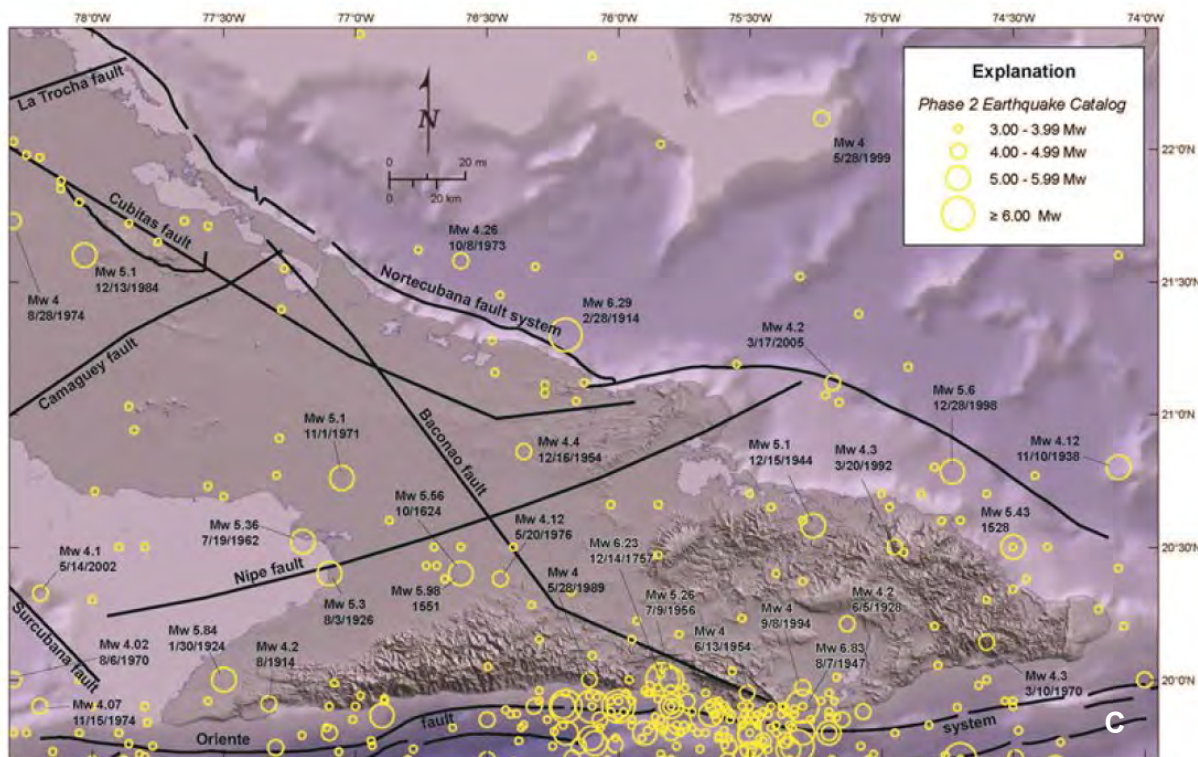 78°0'W 77°30'W 77°0'W 76°30'W 76°0'W 75°30'W 75°0'W 74°30'W 74°0'W
La Trocha fault
N
0 20 mi
0 20 km
Explanation
Phase 2 Earthquake Catalog
3.00 - 3.99 Mw
4.00 - 4.99 Mw
5.00 - 5.99 Mw
≥ 6.00 Mw
Mw 4
5/28/1999
22°0'N
Cubitas fault
Mw 4.26
10/8/1973
Mw 5.1
12/13/1984
Mw 4
8/28/1974
Nortecubana fault system
Mw 6.29
2/28/1914
21°30'N
Mw 4.2
3/17/2005
Camaguey fault
Mw 5.6
12/28/1998
21°0'N
Mw 5.1
11/1/1971
Baconao fault
Mw 4.4
12/16/1954
Mw 5.1
12/15/1944
Mw 4.3
3/20/1992
Mw 4.12
11/10/1938
Mw 5.56
10/1624
Mw 5.36
7/19/1962
Mw 4.12
5/20/1976
Mw 5.43
1528
20°30'N
Mw 4.1
5/14/2002
Nipe fault
Mw 6.23
12/14/1757
Mw 5.98
1551
Mw 4
5/28/1989
Mw 5.3
8/3/1926
Mw 5.26
7/9/1956
Mw 4
9/8/1994
Mw 4.2
6/5/1928
Surcubana fault
Mw 4.02
8/6/1970
Mw 5.84
1/30/1924
Mw 4.2
8/1914
Mw 4
6/13/1954
Mw 6.83
8/7/1947
Mw 4.3
3/10/1970
20°0'N
Mw 4.07
11/15/1974
Oriente fault system
C